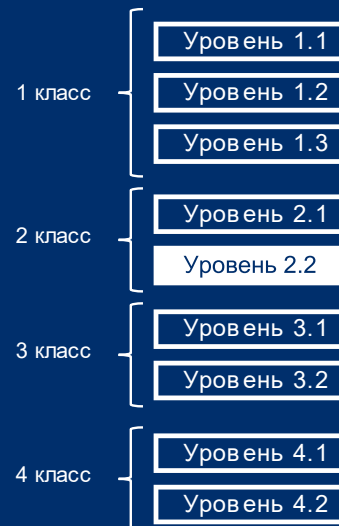 1 класс
Уровень 1.1
Уровень 1.2
Уровень 1.3
2 класс
Уровень 2.1
Уровень 2.2
3 класс
Уровень 3.1
Уровень 3.2
4 класс
Уровень 4.1
Уровень 4.2